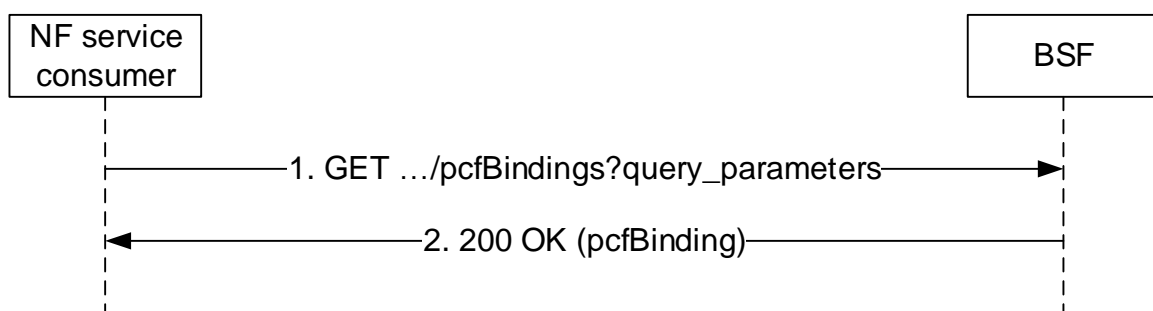 NF service
consumer
BSF
1. GET …/pcfBindings?query_parameters
2. 200 OK (pcfBinding)